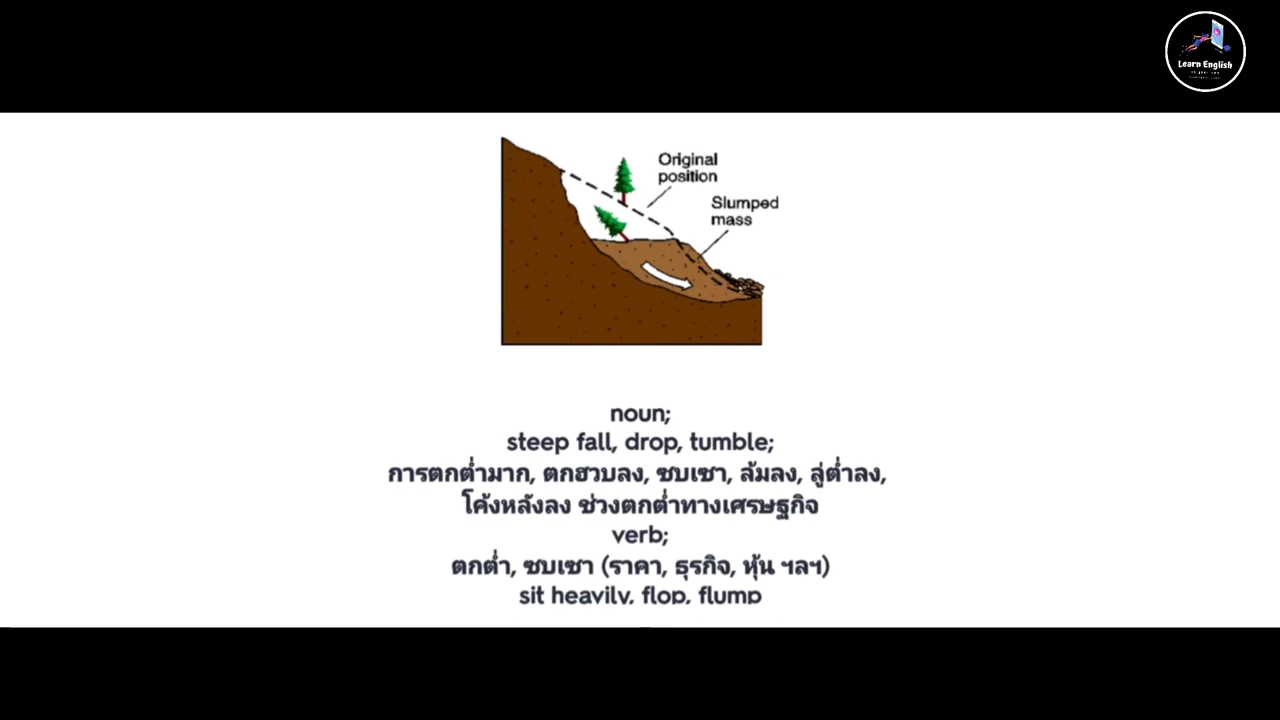 Learn English
Original
position
Slumped
mass
noun;
steep fall, drop, tumble;
การตกต่ำมาก, ตกฮวบลง, ซบเซา, ล้มลง, ลู่ต่ำลง,
โค้งหลังลง ช่วงตกต่ำทางเศรษฐกิจ
verb;
ตกต่ำ, ซบเซา (ราคา, ธุรกิจ, หุ้น ฯลฯ)
sit heavily, flop, flump